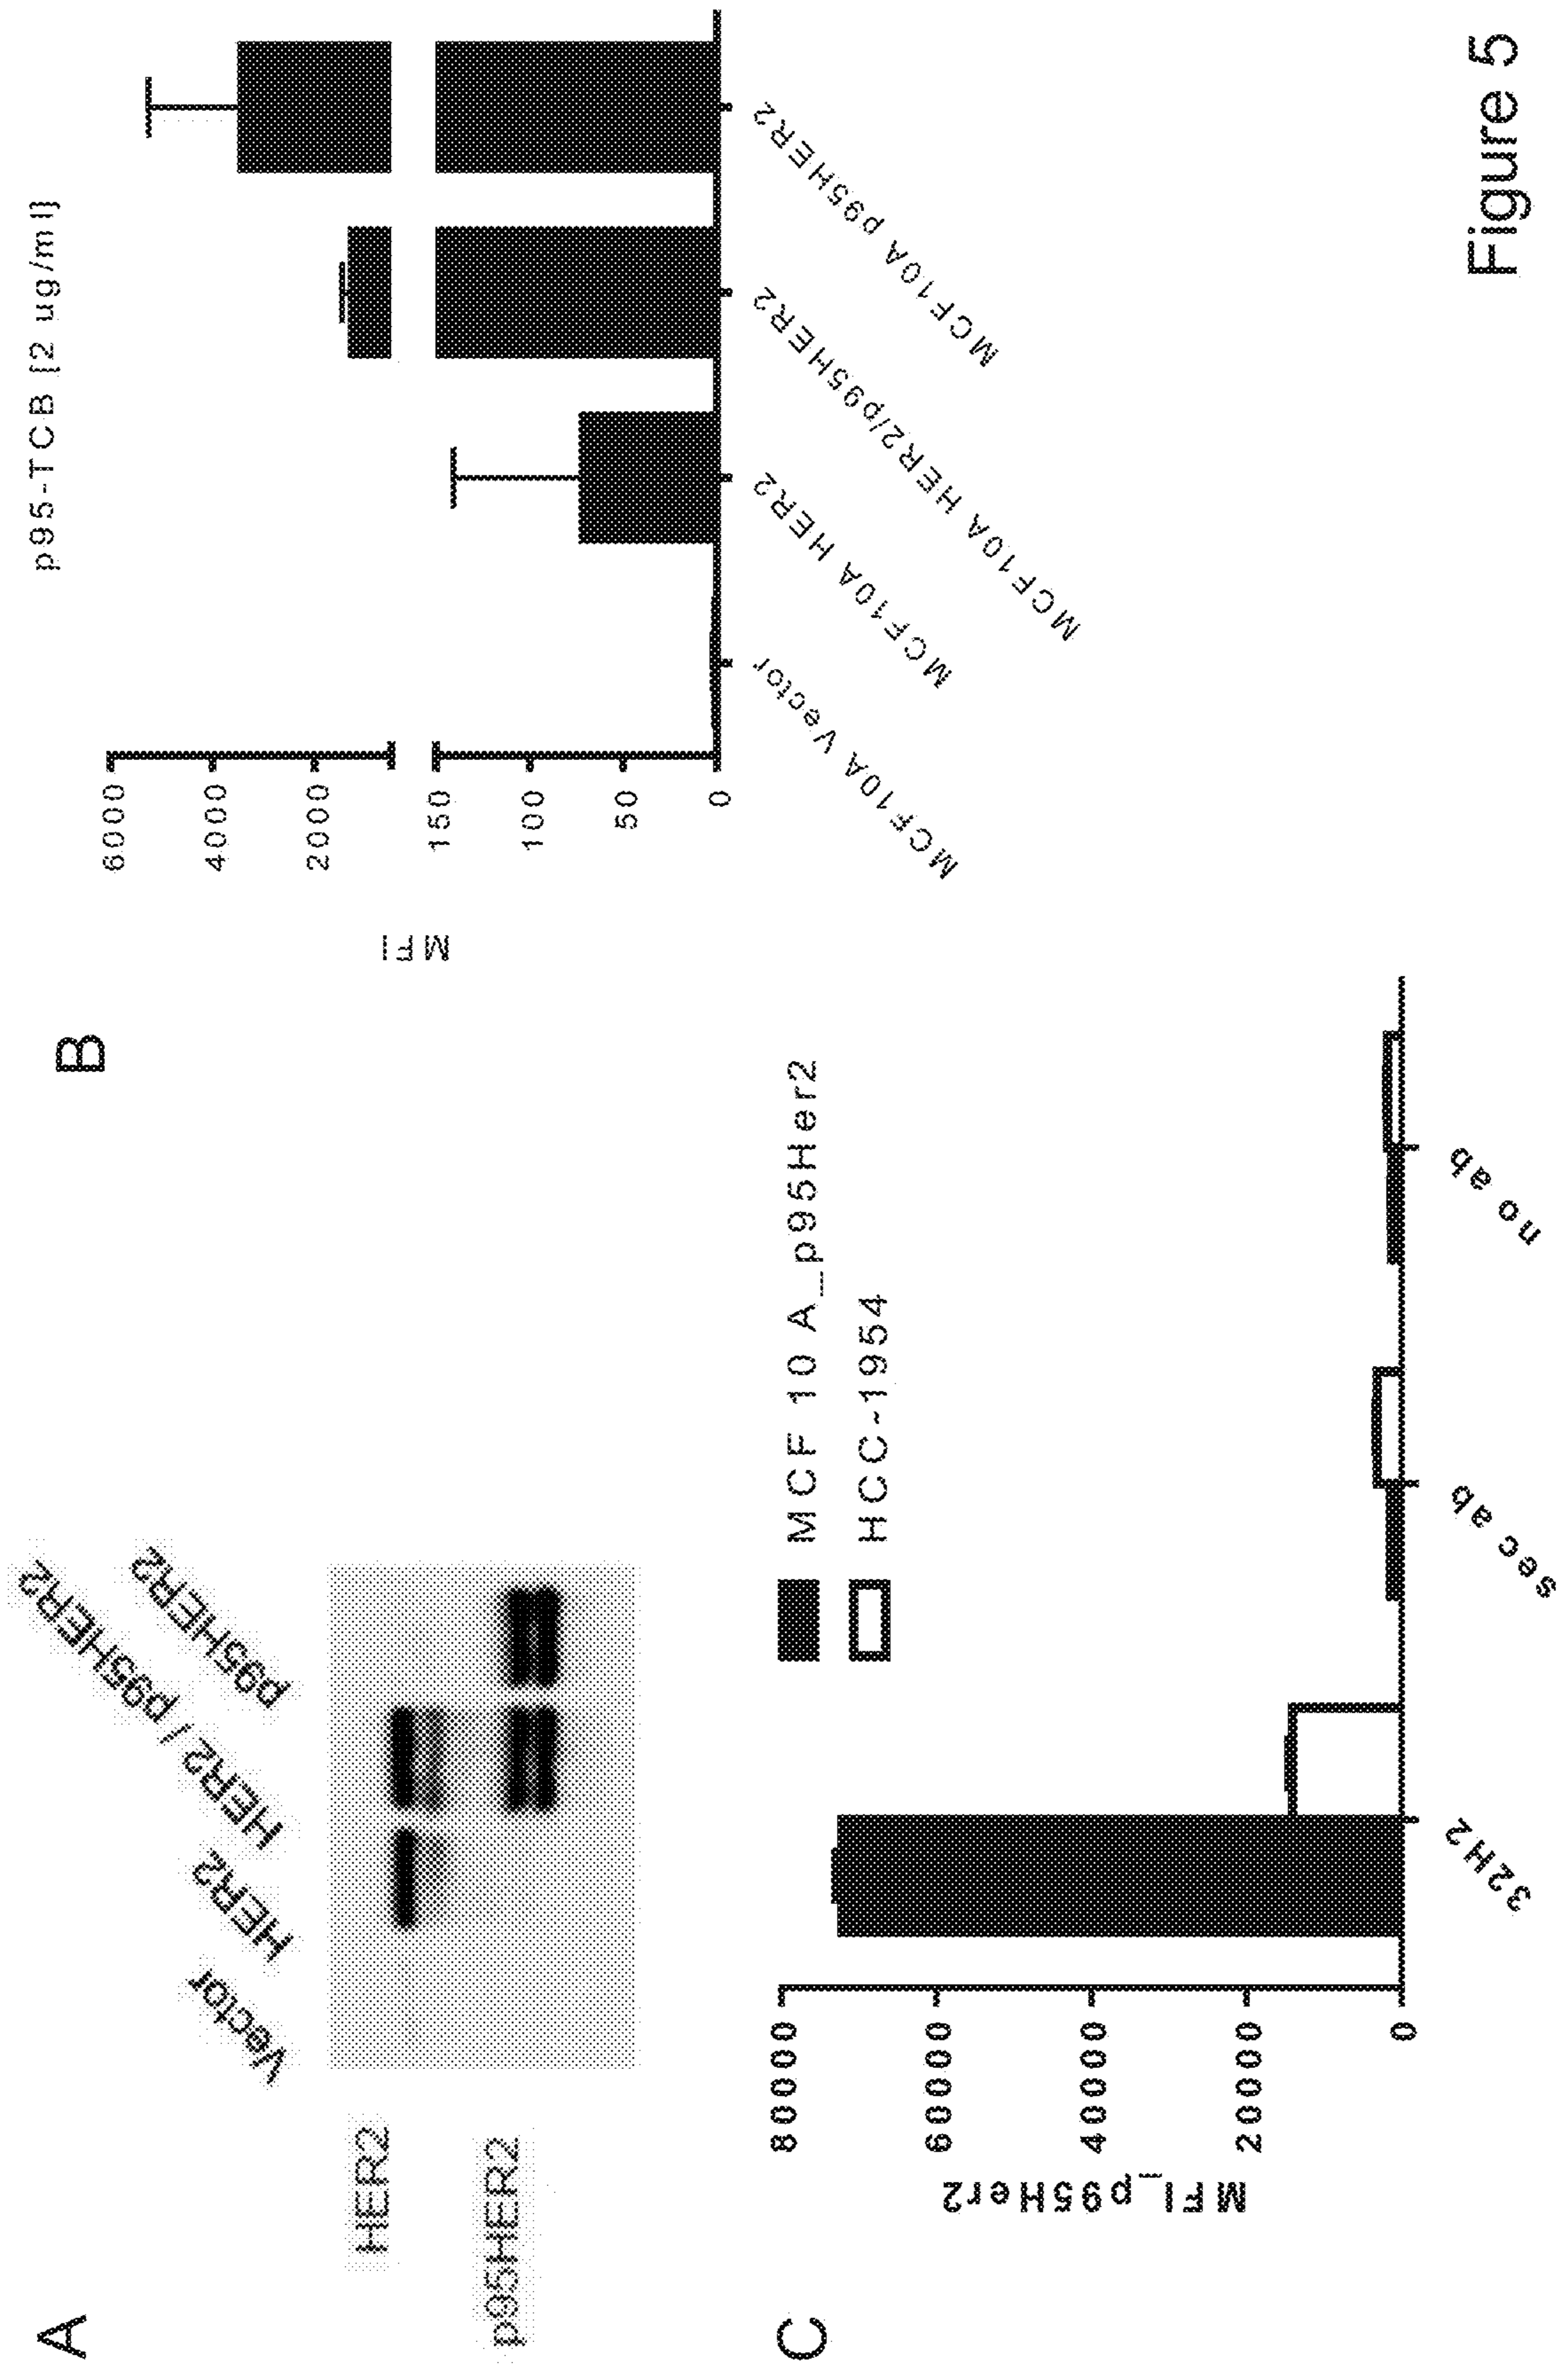 A
Vector
HER2
HER2 / p95HER2
p95HER2
HER2
p95HER2
B
p95-TCB [2 ug/ml]
MFI
6000
4000
2000
150
100
50
0
MCF10A Vector
MCF10A HER2
MCF10A HER2/p95HER2
MCF10A p95HER2
C
MFI_p95Her2
80000
60000
40000
20000
0
MCF 10 A_p95Her2
HCC-1954
32H2
sec ab
no ab
Figure 5